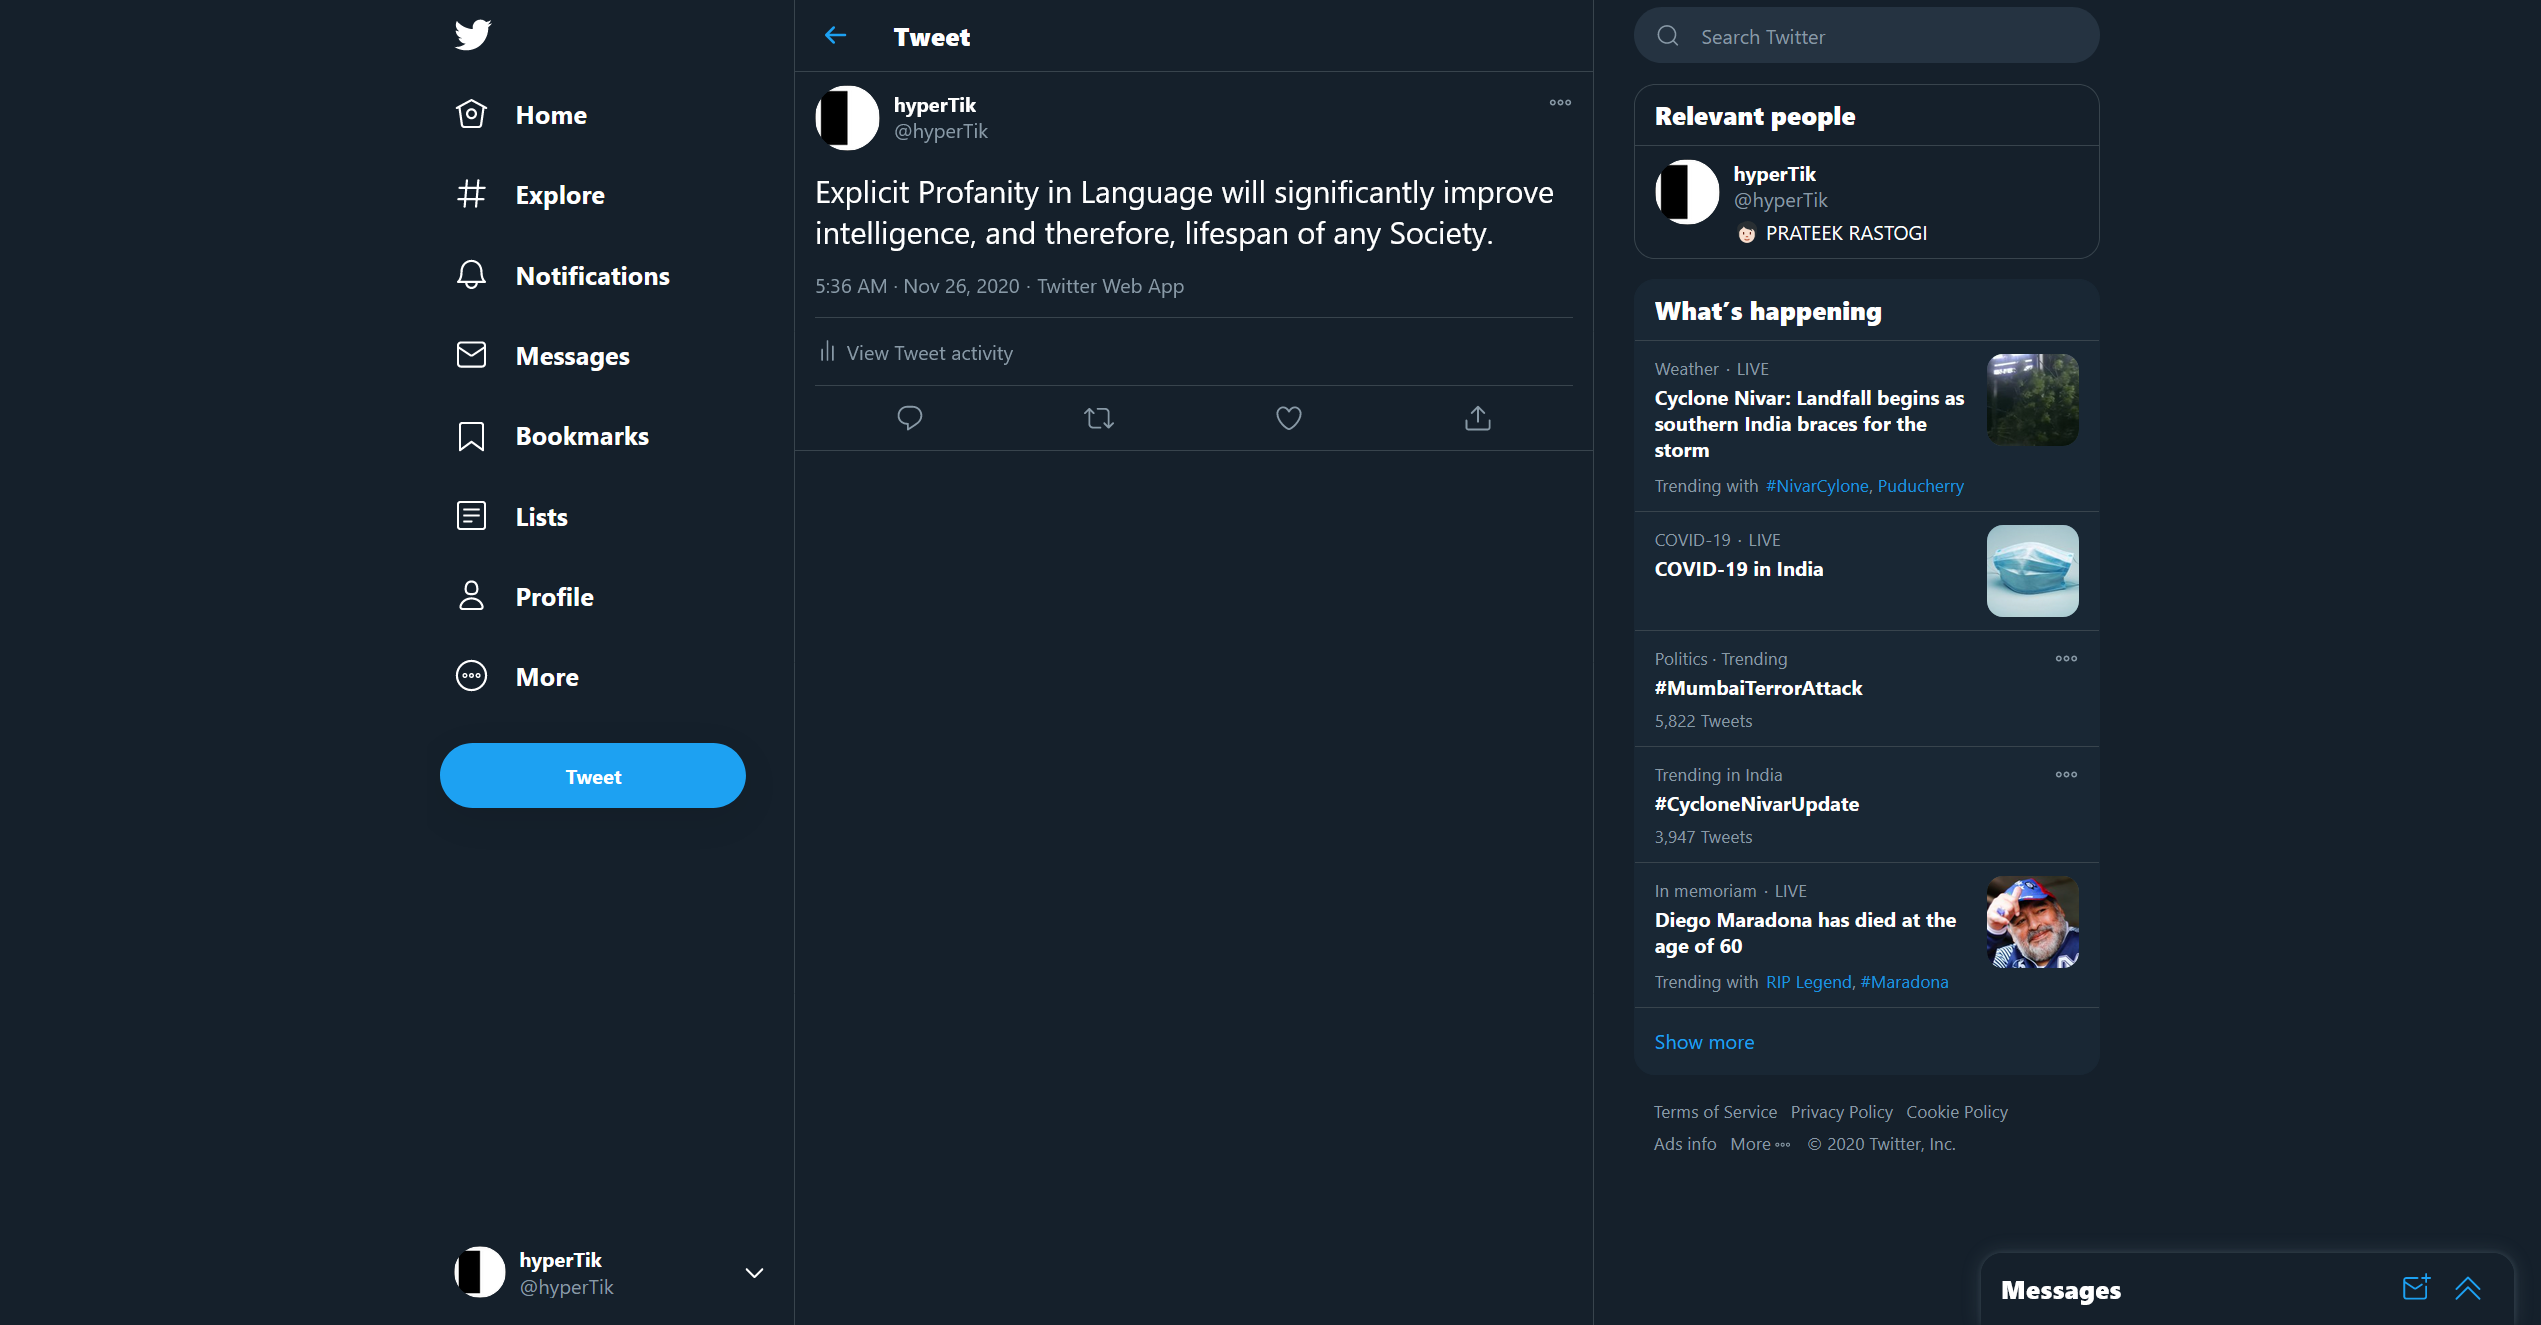 Home
Explore
Notifications
Messages
Bookmarks
Lists
Profile
More
Tweet
hyperTik
@hyperTik
Tweet
hyperTik
@hyperTik
Explicit Profanity in Language will significantly improve
intelligence, and therefore, lifespan of any Society.
5:36 AM · Nov 26, 2020 · Twitter Web App
View Tweet activity
Search Twitter
Relevant people
hyperTik
@hyperTik
PRATEEK RASTOGI
What's happening
Weather · LIVE
Cyclone Nivar: Landfall begins as
southern India braces for the
storm
Trending with #NivarCylone, Puducherry
COVID-19 · LIVE
COVID-19 in India
Politics · Trending
#MumbaiTerrorAttack
5,822 Tweets
Trending in India
#CycloneNivarUpdate
3,947 Tweets
In memoriam · LIVE
Diego Maradona has died at the
age of 60
Trending with RIP Legend, #Maradona
Show more
Terms of Service Privacy Policy Cookie Policy
Ads info More © 2020 Twitter, Inc.
Messages